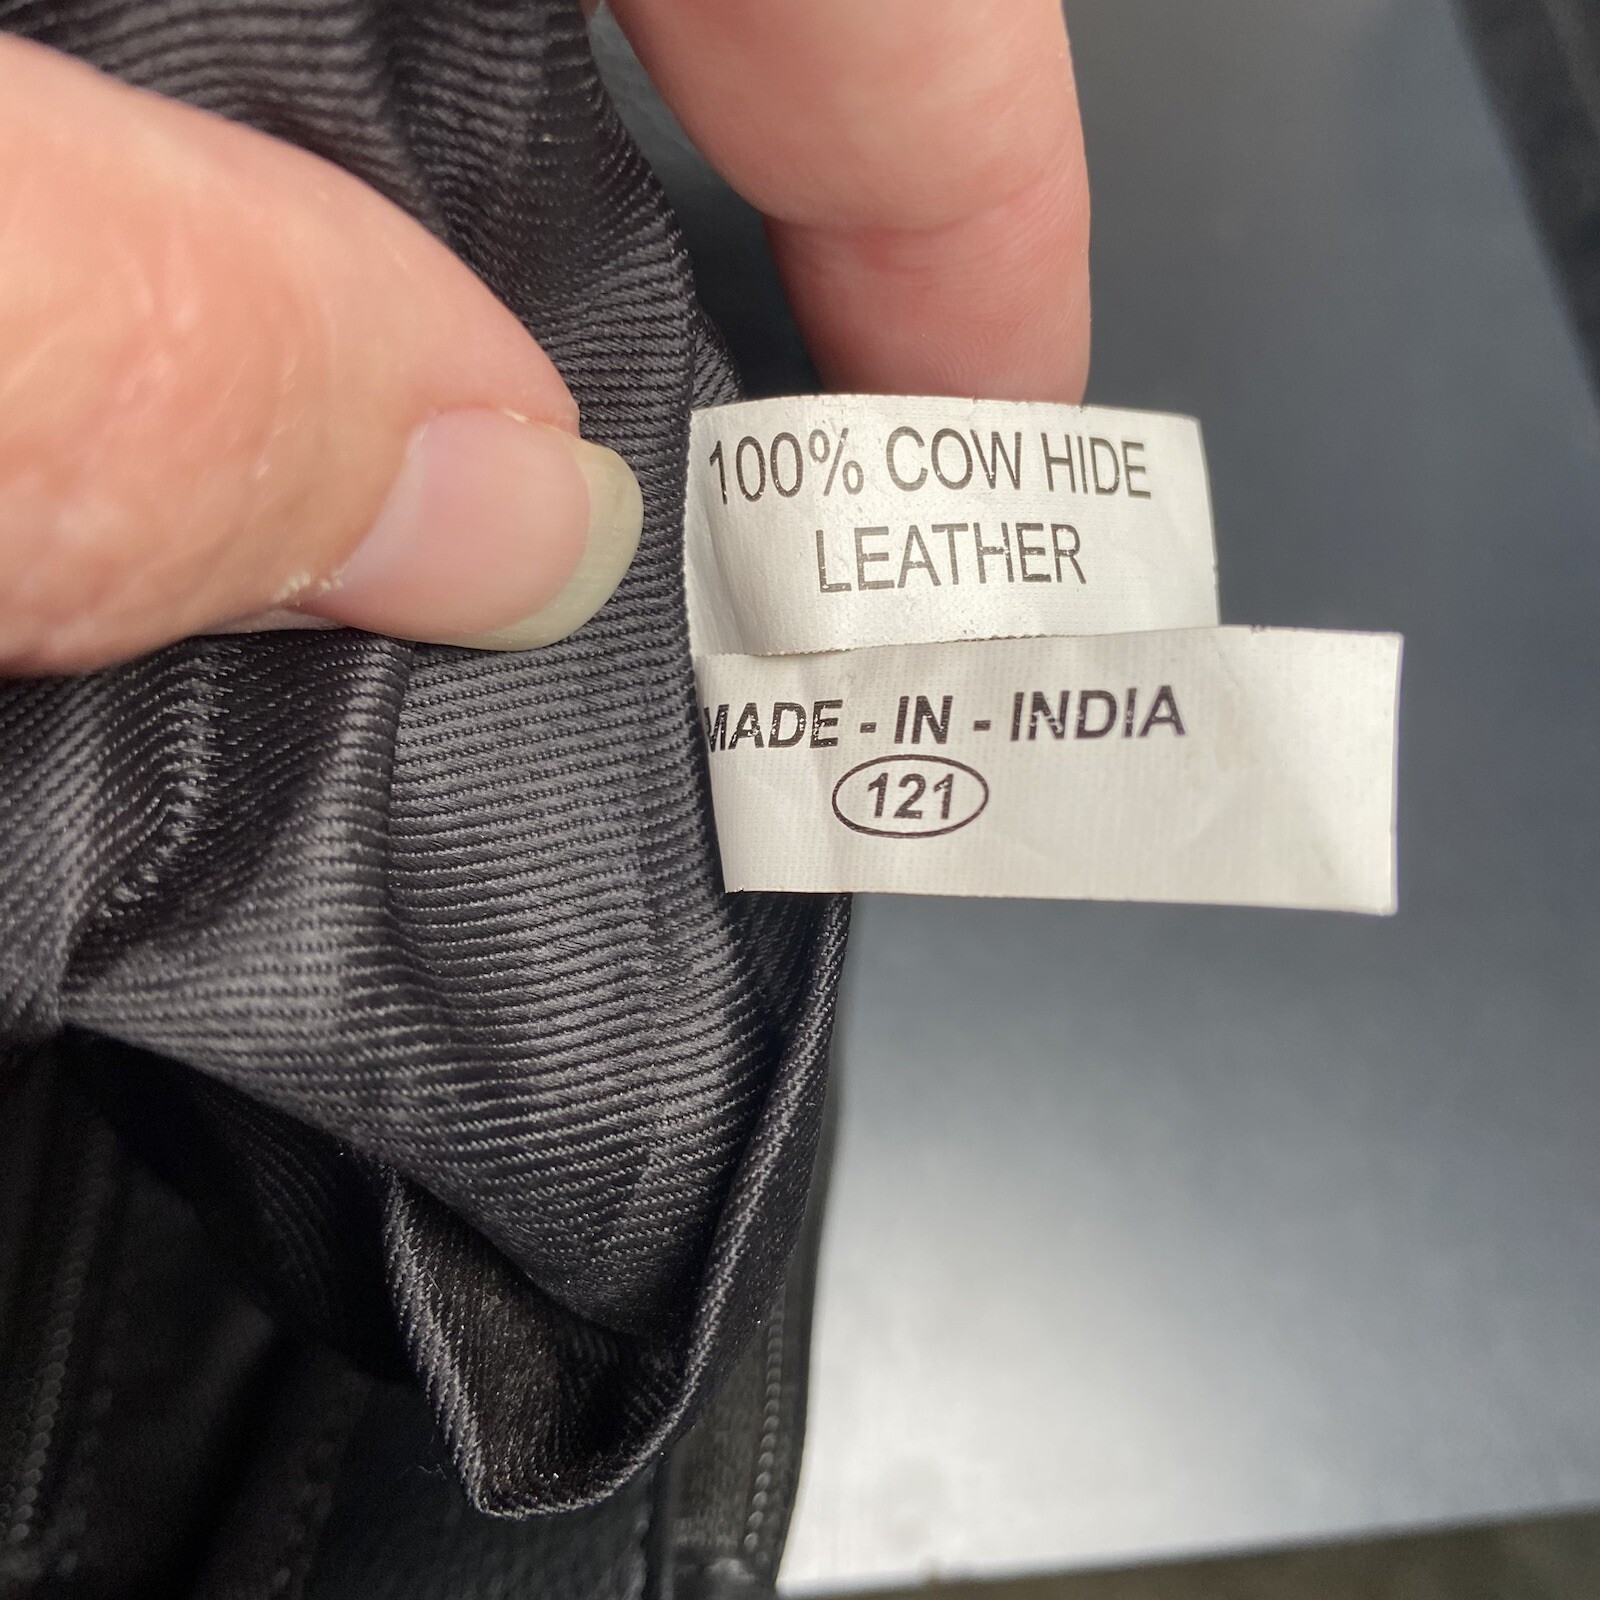 100% COW HIDE
LEATHER
MADE - IN - INDIA
121